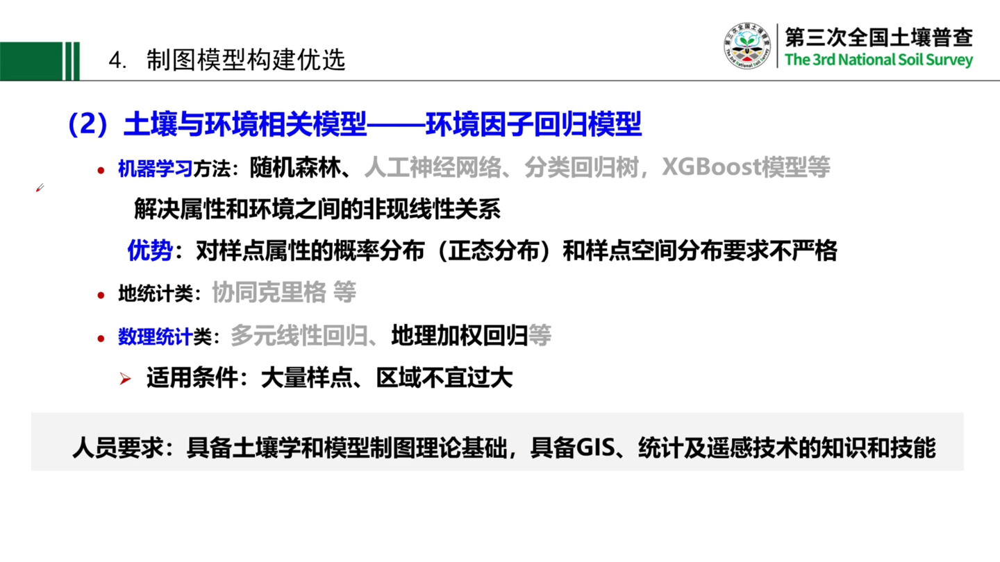 4. 制图模型构建优选
第三次全国土壤普查
The 3rd National Soil Survey
（2）土壤与环境相关模型——环境因子回归模型
• 机器学习方法：随机森林、人工神经网络、分类回归树，XGBoost模型等
解决属性和环境之间的非现线性关系
优势：对样点属性的概率分布（正态分布）和样点空间分布要求不严格
• 地统计类：协同克里格 等
• 数理统计类：多元线性回归、地理加权回归等
➢ 适用条件：大量样点、区域不宜过大
人员要求：具备土壤学和模型制图理论基础，具备GIS、统计及遥感技术的知识和技能